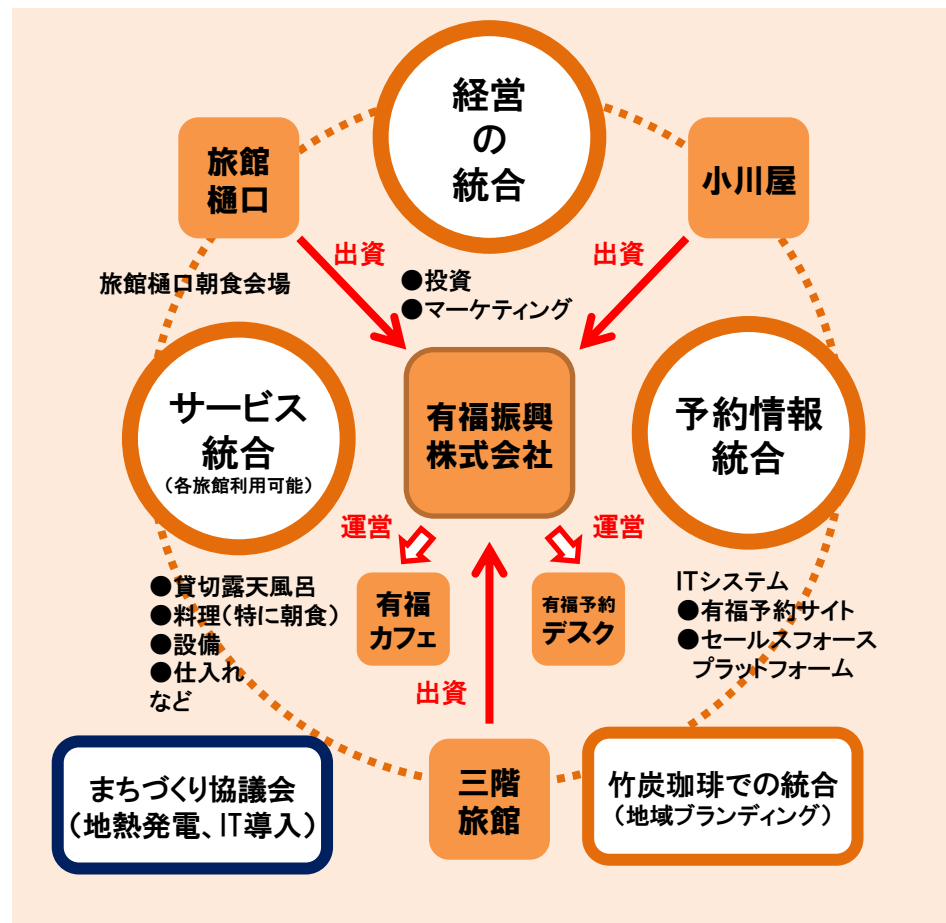 経営
の
統合
旅館
樋口
小川屋
出資
出資
旅館樋口朝食会場
●投資
●マーケティング
サービス
統合
（各旅館利用可能）
有福振興
株式会社
予約情報
統合
運営
運営
●貸切露天風呂
●料理（特に朝食）
●設備
●仕入れ
など
有福
カフェ
有福予約
デスク
ITシステム
●有福予約サイト
●セールスフォース
プラットフォーム
出資
まちづくり協議会
（地熱発電、IT導入）
三階
旅館
竹炭珈琲での統合
（地域ブランディング）